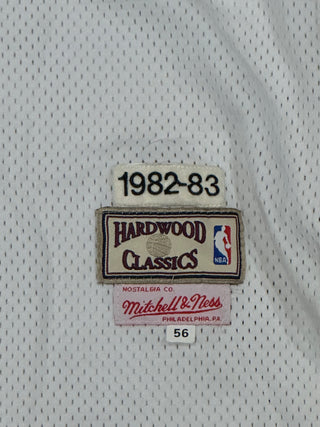 1982-83
HARDWOOD
CLASSICS
NBA
NOSTALGIA CO.
Mitchell & Ness
PHILADELPHIA, PA.
56